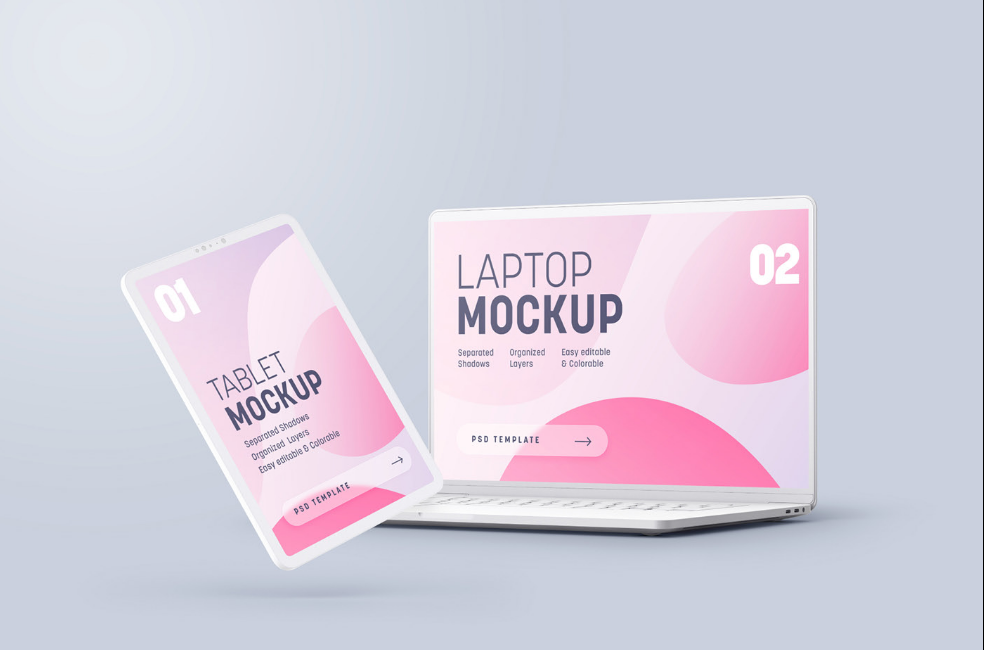 01
TABLET
MOCKUP
Separated Shadows
Organized Layers
Easy editable & Colorable
PSD TEMPLATE
LAPTOP
MOCKUP
02
Separated Shadows
Organized Layers
Easy editable & Colorable
PSD TEMPLATE